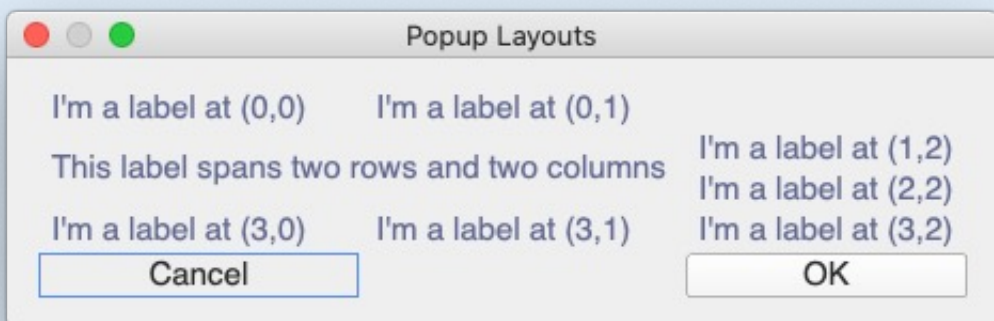 Popup Layouts
I'm a label at (0,0) I'm a label at (0,1)
I'm a label at (1,2)
This label spans two rows and two columns
I'm a label at (2,2)
I'm a label at (3,0) I'm a label at (3,1) I'm a label at (3,2)
Cancel OK